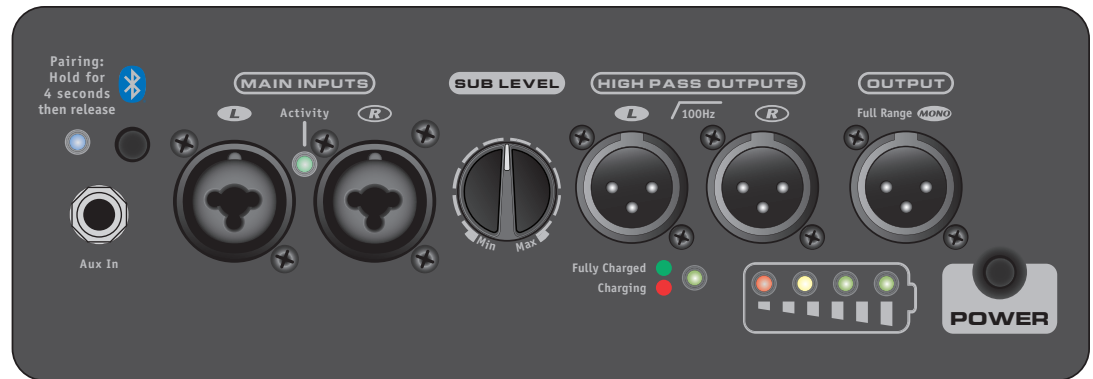 Pairing:
Hold for
4 seconds
then release
MAIN INPUTS
L
Activity
R
SUB LEVEL
HIGH PASS OUTPUTS
L
100Hz
R
OUTPUT
Full Range MONO
Aux In
Min
Max
Fully Charged
Charging
POWER